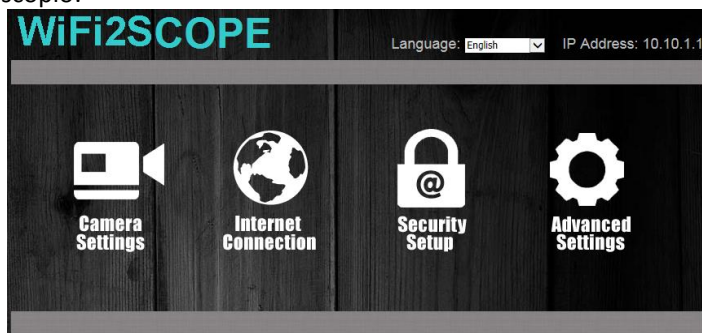 WiFi2SCOPE
Language: English IP Address: 10.10.1.1
@
Camera Settings
Internet Connection
Security Setup
Advanced Settings